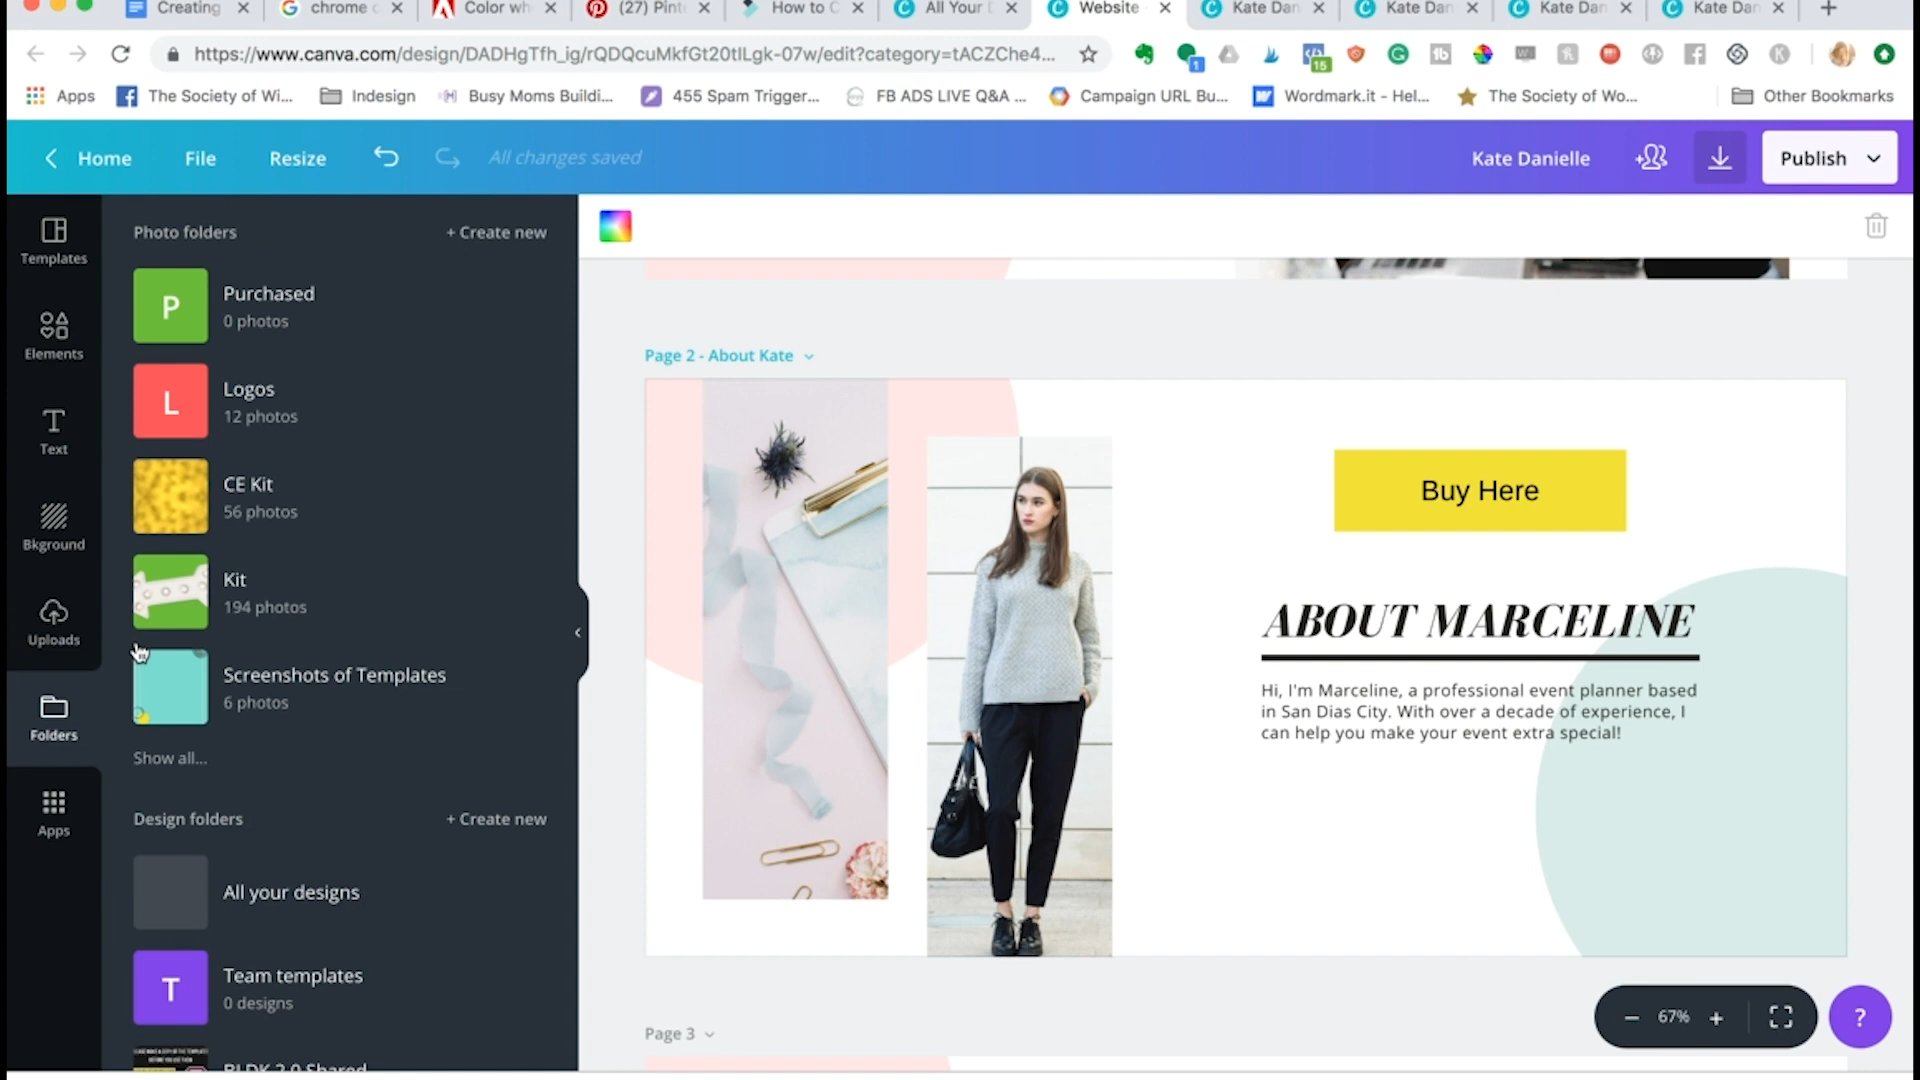 Creating
chrome
Color wh
(27) Pint
How to C
All Your
Website
Kate Dan
Kate Dan
Kate Dan
Kate Dan
https://www.canva.com/design/DADHgTfh_ig/rQDQcuMkfGt20tILgk-07w/edit?category=tACZChe4...
1
15
Apps
The Society of Wi...
Indesign
Busy Moms Buildi...
455 Spam Trigger...
FB ADS LIVE Q&A ...
Campaign URL Bu...
Wordmark.it - Hel...
The Society of Wo...
Other Bookmarks
Home
File
Resize
All changes saved
Kate Danielle
Publish
Templates
Elements
Text
Bkground
Uploads
Folders
Apps
Photo folders
+ Create new
P
Purchased
0 photos
L
Logos
12 photos
CE Kit
56 photos
Kit
194 photos
Screenshots of Templates
6 photos
Show all...
Design folders
+ Create new
All your designs
T
Team templates
0 designs
BLDK 2.0 Shared
Page 2 - About Kate
Buy Here
ABOUT MARCELINE
Hi, I'm Marceline, a professional event planner based
in San Dias City. With over a decade of experience, I
can help you make your event extra special!
Page 3
67%
?